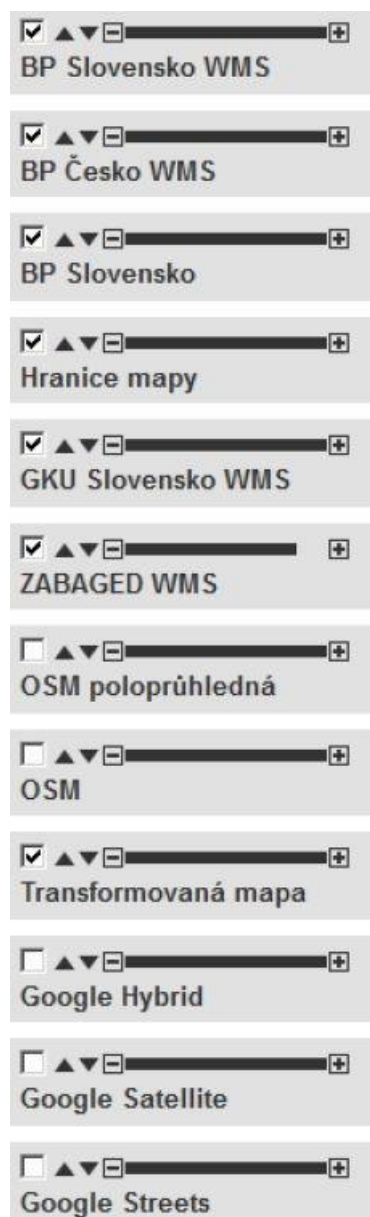 BP Slovensko WMS
BP Česko WMS
BP Slovensko
Hranice mapy
GKU Slovensko WMS
ZABAGED WMS
OSM poloprůhledná
OSM
Transformovaná mapa
Google Hybrid
Google Satellite
Google Streets